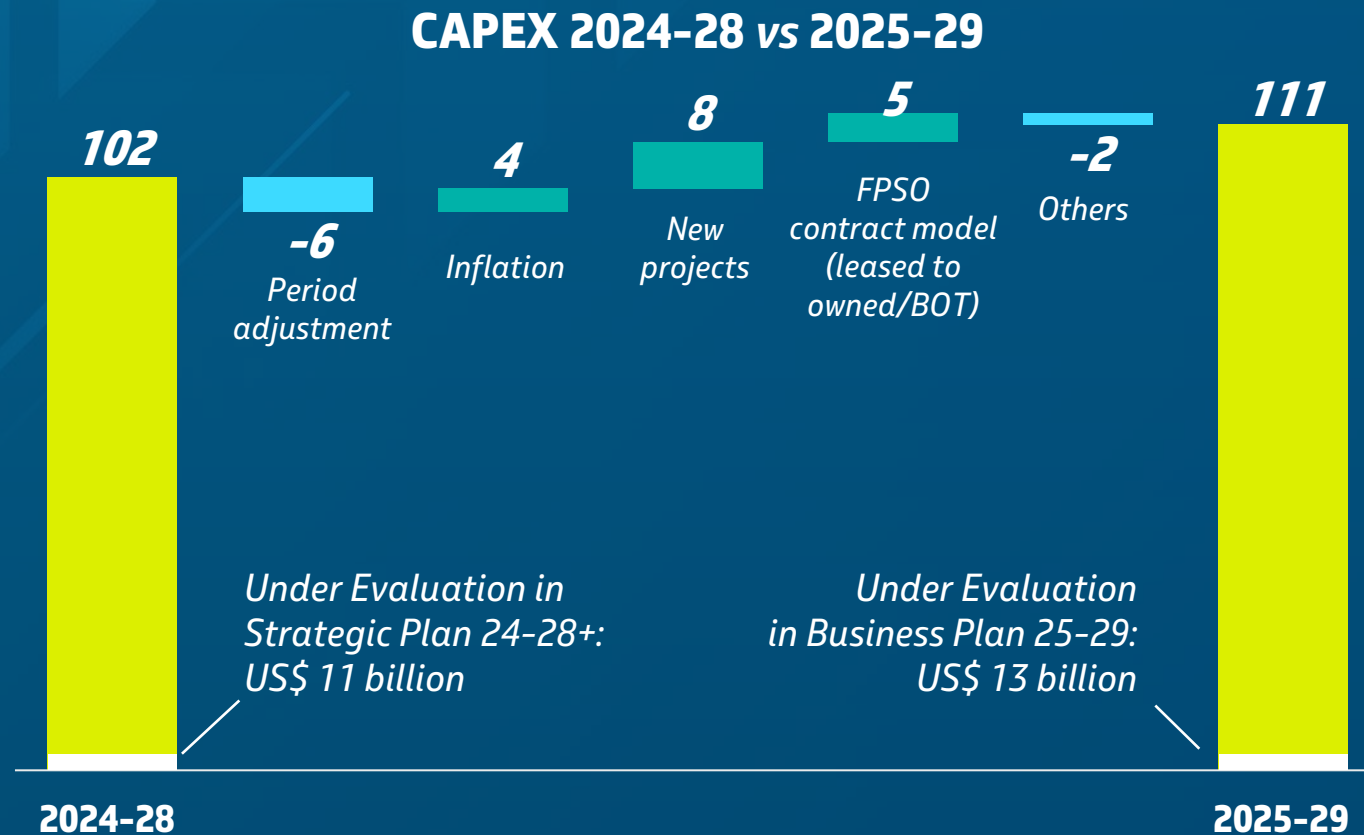 CAPEX 2024-28 vs 2025-29
102
-6
Period
adjustment
4
Inflation
8
New
projects
5
FPSO
contract model
(leased to
owned/BOT)
-2
Others
111
Under Evaluation in
Strategic Plan 24-28+:
US$ 11 billion
Under Evaluation
in Business Plan 25-29:
US$ 13 billion
2024-28
2025-29